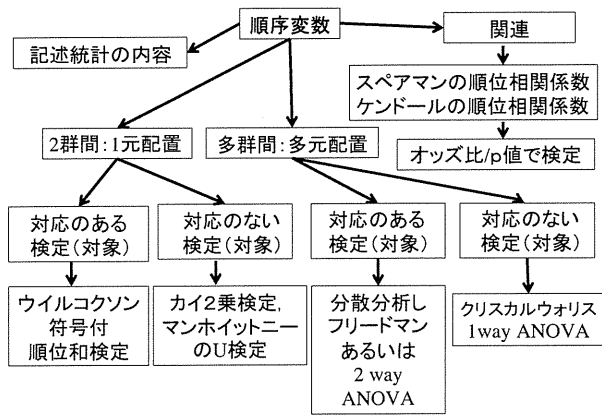 順序変数
関連
記述統計の内容
スペアマンの順位相関係数
ケンドールの順位相関係数
2群間:1元配置
多群間:多元配置
オッズ比/p値で検定
対応のある
検定(対象)
対応のない
検定(対象)
対応のある
検定(対象)
対応のない
検定(対象)
ウイルコクソン
符号付
順位和検定
カイ2乗検定,
マンホイットニー
のU検定
分散分析し
フリードマン
あるいは
2 way
ANOVA
クリスカルウォリス
1way ANOVA